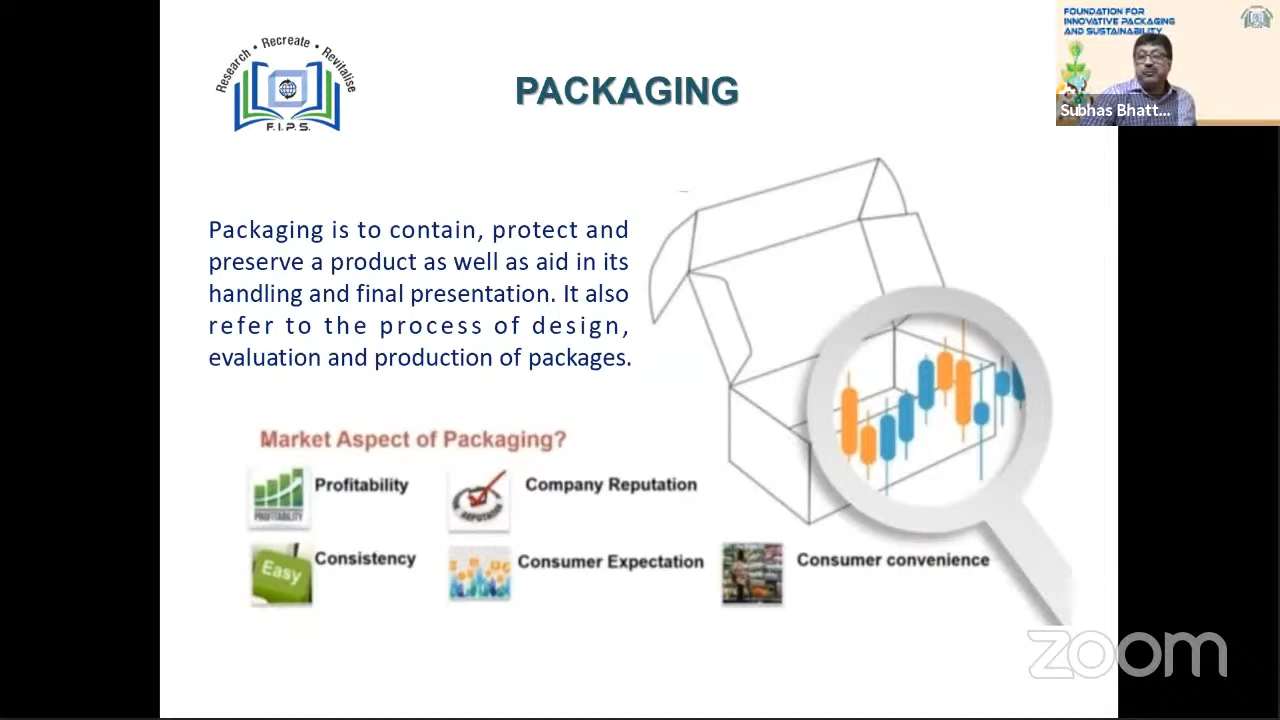 Research • Recreate • Revitalise
F.I.P.S.
PACKAGING
FOUNDATION FOR
INNOVATIVE PACKAGING
AND SUSTAINABILITY
Subhas Bhatt...
Packaging is to contain, protect and
preserve a product as well as aid in its
handling and final presentation. It also
refer to the process of design,
evaluation and production of packages.
Market Aspect of Packaging?
Profitability
PROFITABILITY
Company Reputation
REPUTATION
Consistency
Easy
Consumer Expectation
Consumer convenience
zoom